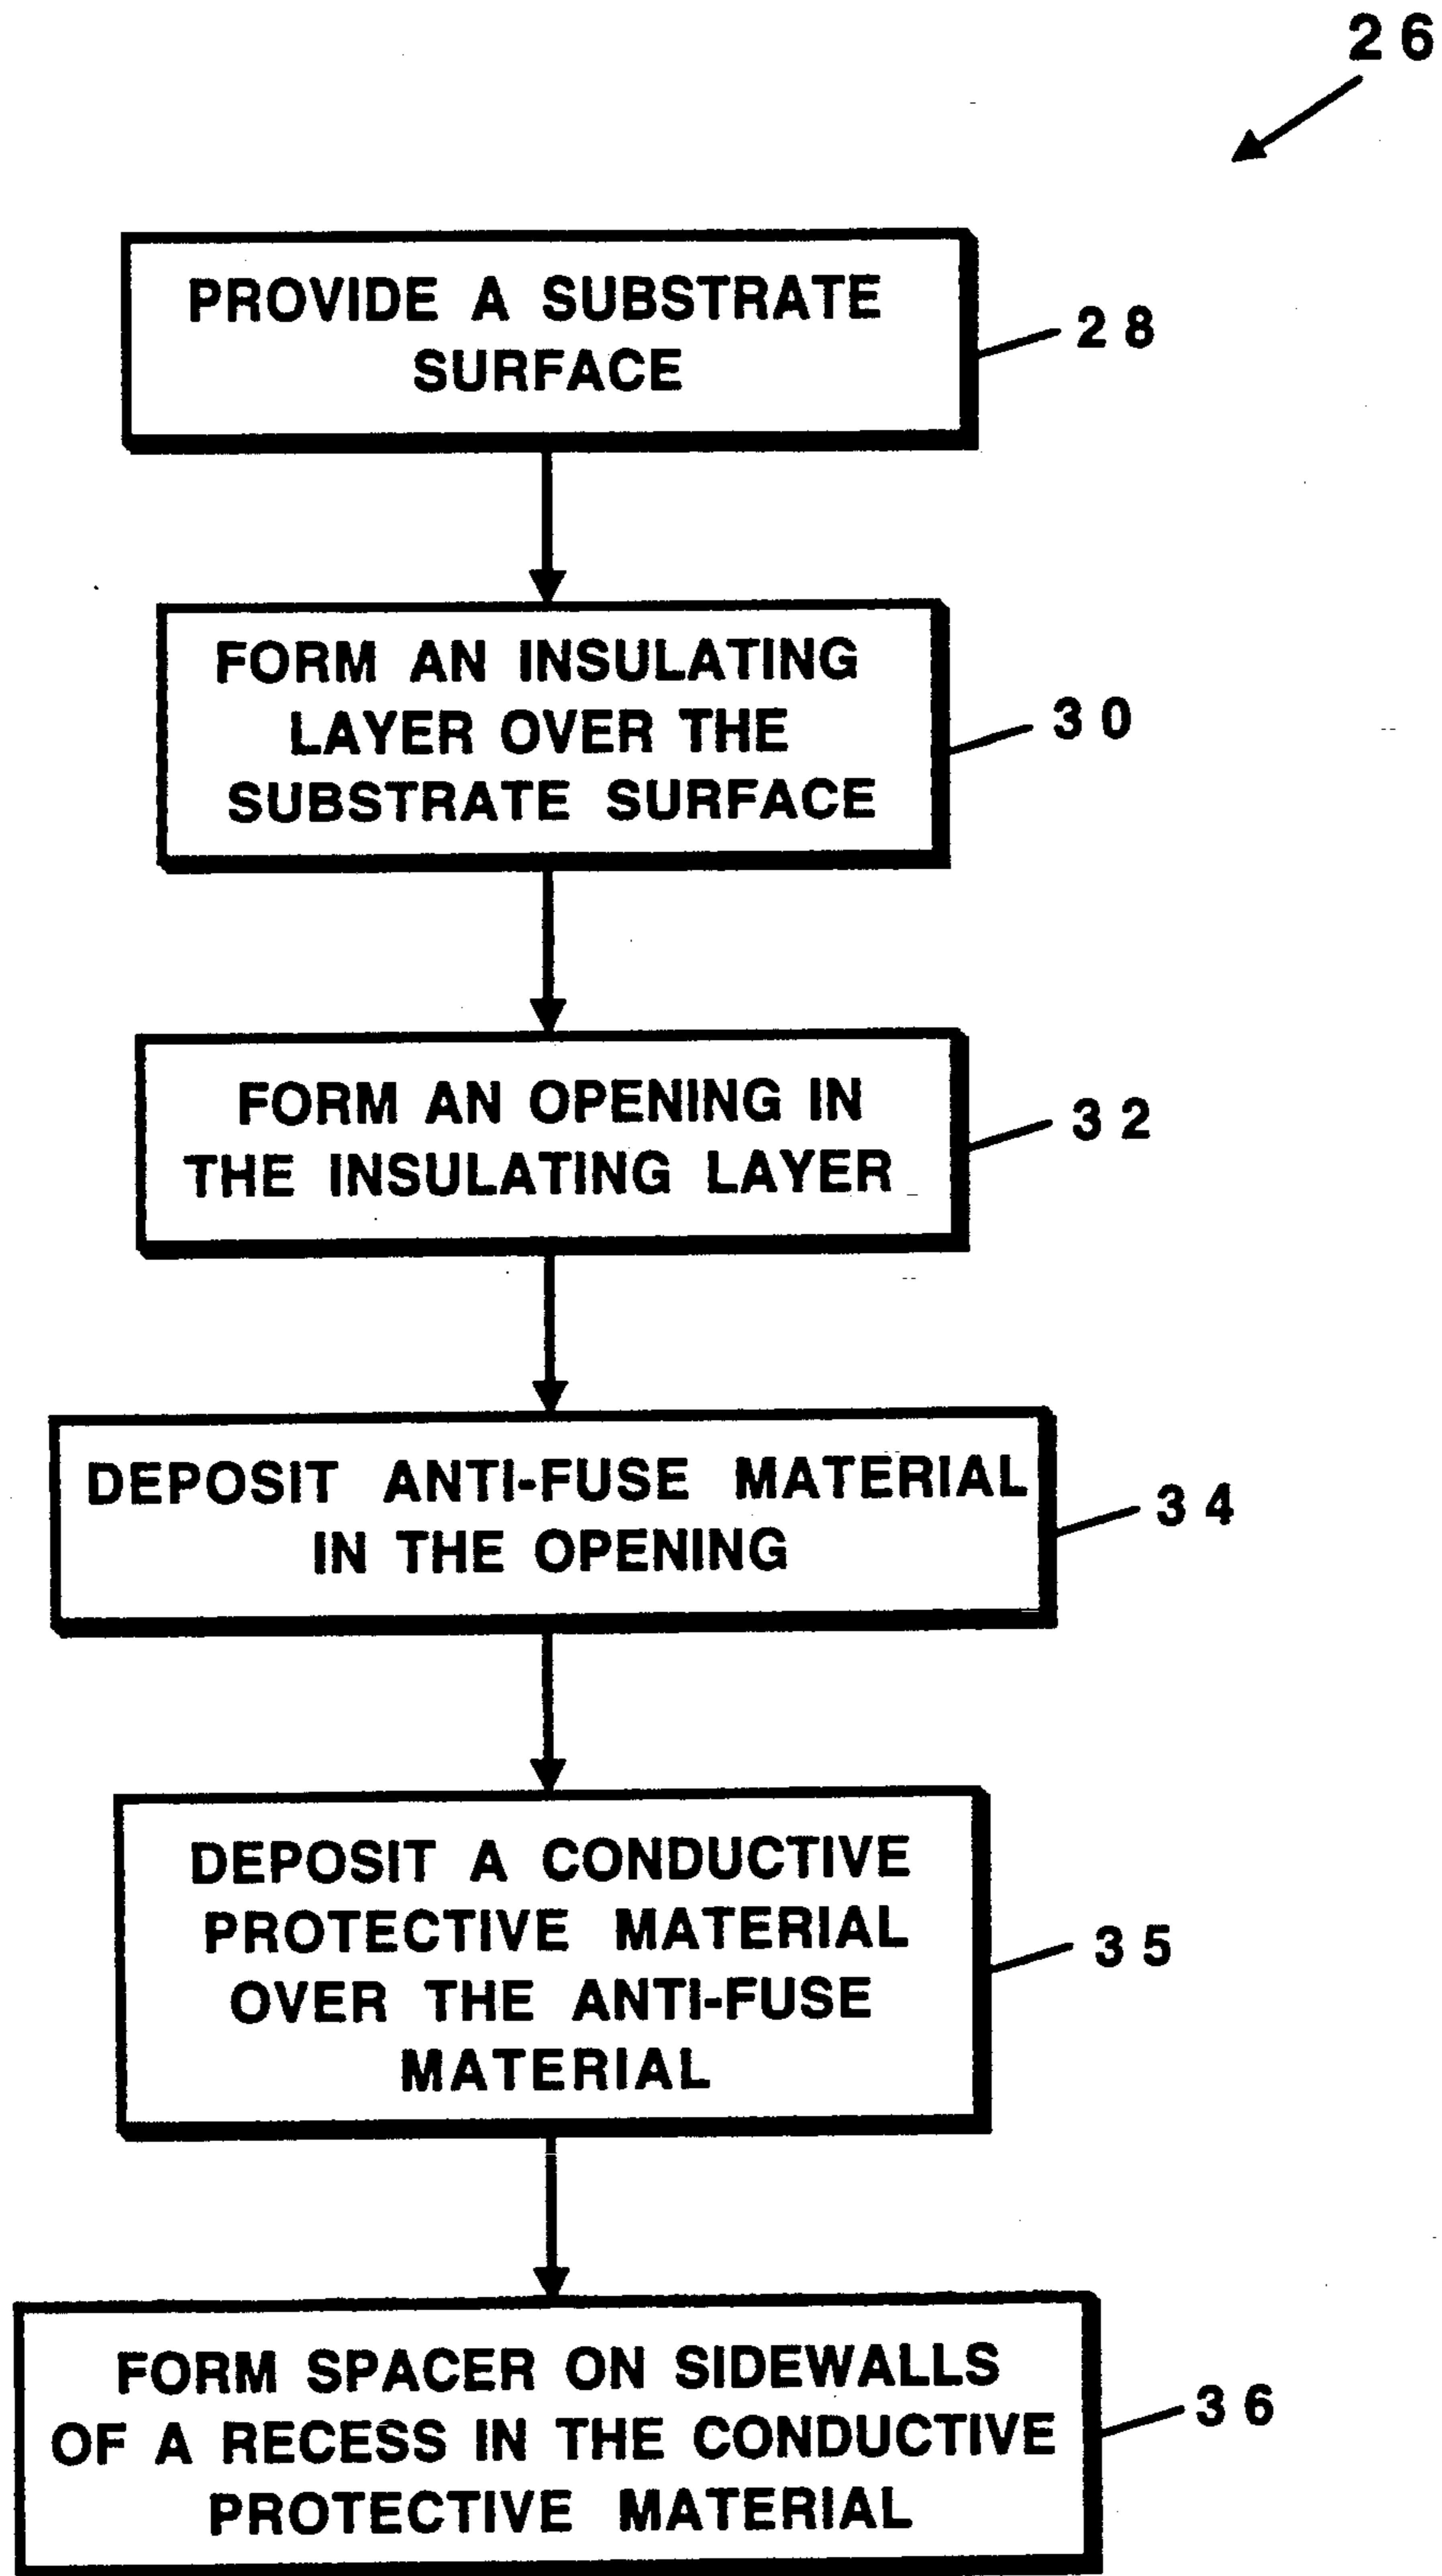 26
PROVIDE A SUBSTRATE
SURFACE
28
FORM AN INSULATING
LAYER OVER THE
SUBSTRATE SURFACE
30
FORM AN OPENING IN
THE INSULATING LAYER
32
DEPOSIT ANTI-FUSE MATERIAL
IN THE OPENING
34
DEPOSIT A CONDUCTIVE
PROTECTIVE MATERIAL
OVER THE ANTI-FUSE
MATERIAL
35
FORM SPACER ON SIDEWALLS
OF A RECESS IN THE CONDUCTIVE
PROTECTIVE MATERIAL
36